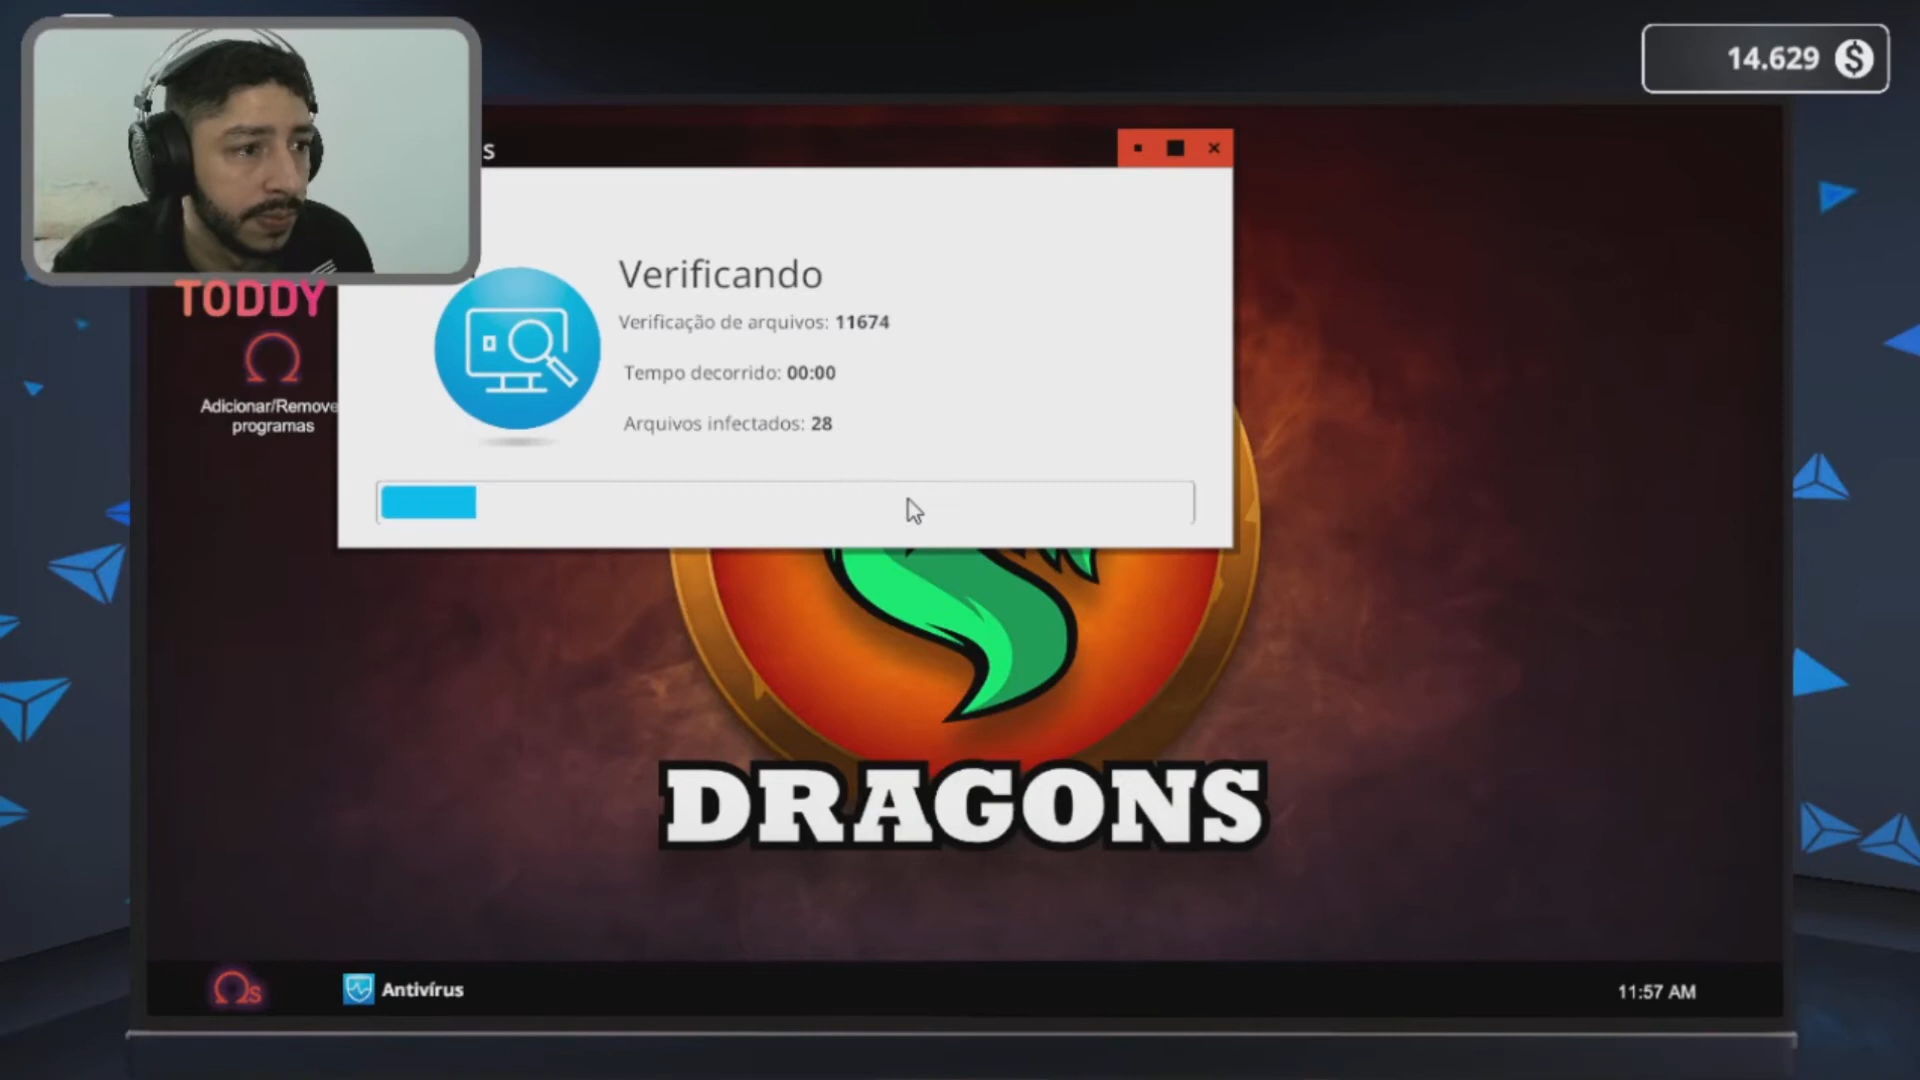 14.629
s
Verificando
Verificação de arquivos: 11674
Tempo decorrido: 00:00
Arquivos infectados: 28
TODDY
Adicionar/Remove
programas
DRAGONS
Ωs
Antivírus
11:57 AM